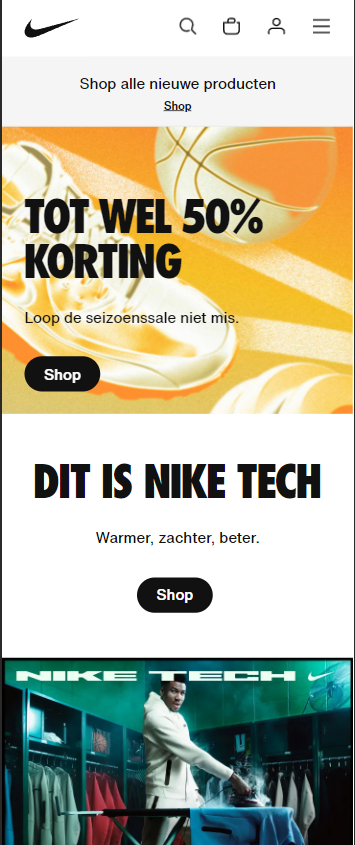 Shop alle nieuwe producten
Shop
TOT WEL 50%
KORTING
Loop de seizoenssale niet mis.
Shop
DIT IS NIKE TECH
Warmer, zachter, beter.
Shop
NIKE TECH